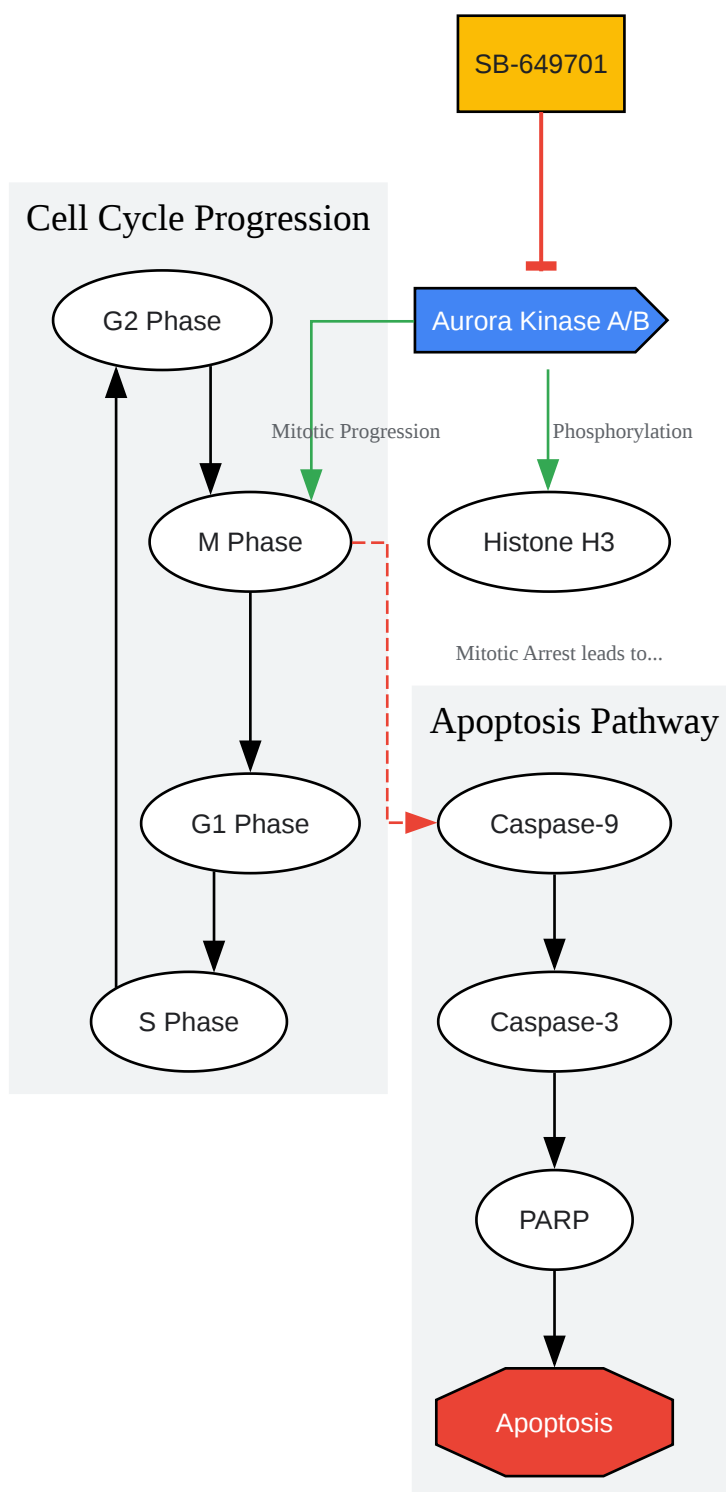 SB-649701
Cell Cycle Progression
G2 Phase
Aurora Kinase A/B
Mitotic Progression
Phosphorylation
M Phase
Histone H3
Mitotic Arrest leads to...
Apoptosis Pathway
G1 Phase
Caspase-9
S Phase
Caspase-3
PARP
Apoptosis